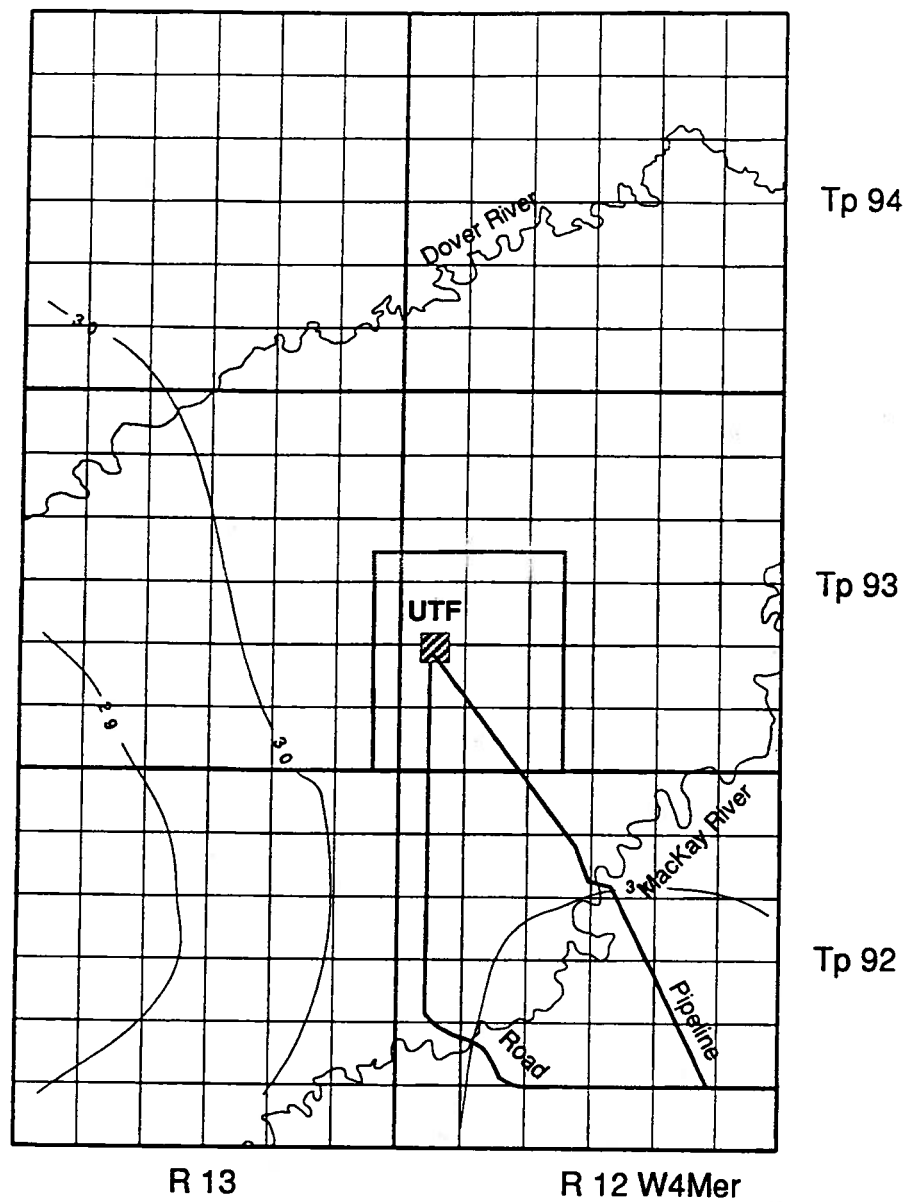 Tp 94
Dover River
30
Tp 93
UTF
29
30
MacKay River
Tp 92
Pipeline
Road
R 13
R 12 W4Mer